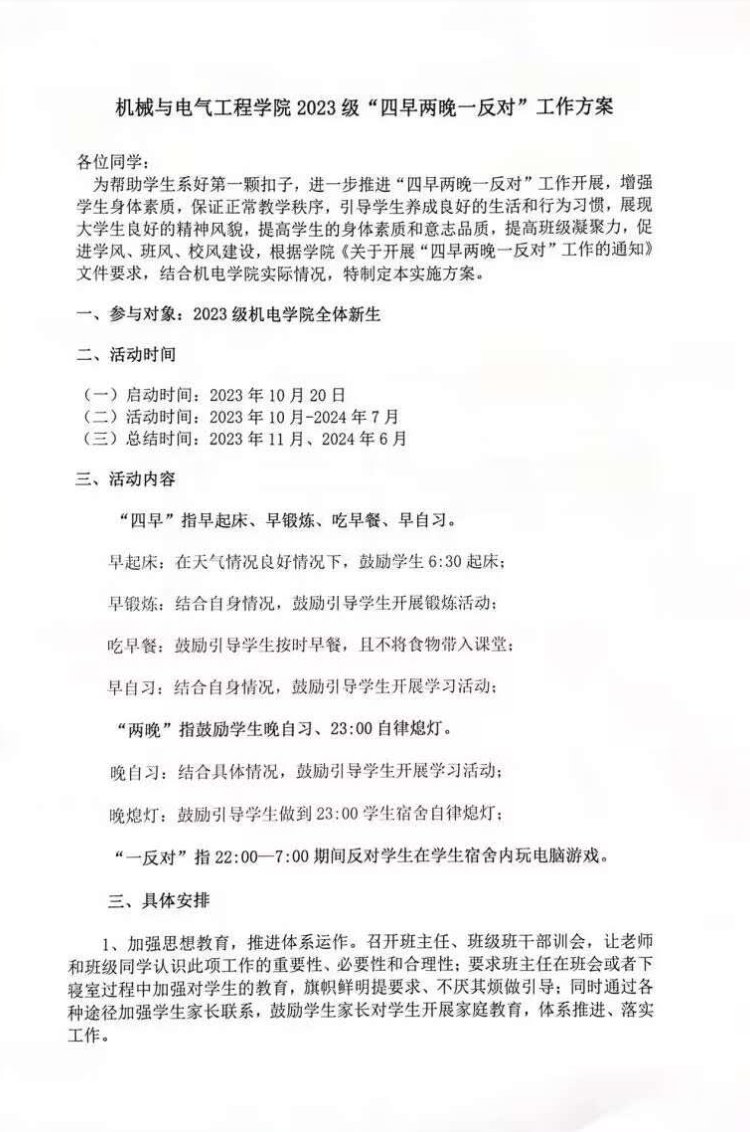 机械与电气工程学院 2023 级“四早两晚一反对”工作方案
各位同学：
为帮助学生系好第一颗扣子，进一步推进“四早两晚一反对”工作开展，增强
学生身体素质，保证正常教学秩序，引导学生养成良好的生活和行为习惯，展现
大学生良好的精神风貌，提高学生的身体素质和意志品质，提高班级凝聚力，促
进学风、班风、校风建设，根据学院《关于开展“四早两晚一反对”工作的通知》
文件要求，结合机电学院实际情况，特制定本实施方案。
一、参与对象：2023 级机电学院全体新生
二、活动时间
（一）启动时间：2023 年 10 月 20 日
（二）活动时间：2023 年 10 月-2024 年 7 月
（三）总结时间：2023 年 11 月、2024 年 6 月
三、活动内容
“四早”指早起床、早锻炼、吃早餐、早自习。
早起床：在天气情况良好情况下，鼓励学生 6:30 起床；
早锻炼：结合自身情况，鼓励引导学生开展锻炼活动；
吃早餐：鼓励引导学生按时早餐，且不将食物带入课堂；
早自习：结合自身情况，鼓励引导学生开展学习活动；
“两晚”指鼓励学生晚自习、23:00 自律熄灯。
晚自习：结合具体情况，鼓励引导学生开展学习活动；
晚熄灯：鼓励引导学生做到 23:00 学生宿舍自律熄灯；
“一反对”指 22:00—7:00 期间反对学生在学生宿舍内玩电脑游戏。
三、具体安排
1、加强思想教育，推进体系运作。召开班主任、班级班干部训会，让老师
和班级同学认识此项工作的重要性、必要性和合理性；要求班主任在班会或者下
寝室过程中加强对学生的教育，旗帜鲜明提要求、不厌其烦做引导；同时通过各
种途径加强学生家长联系，鼓励学生家长对学生开展家庭教育，体系推进、落实
工作。